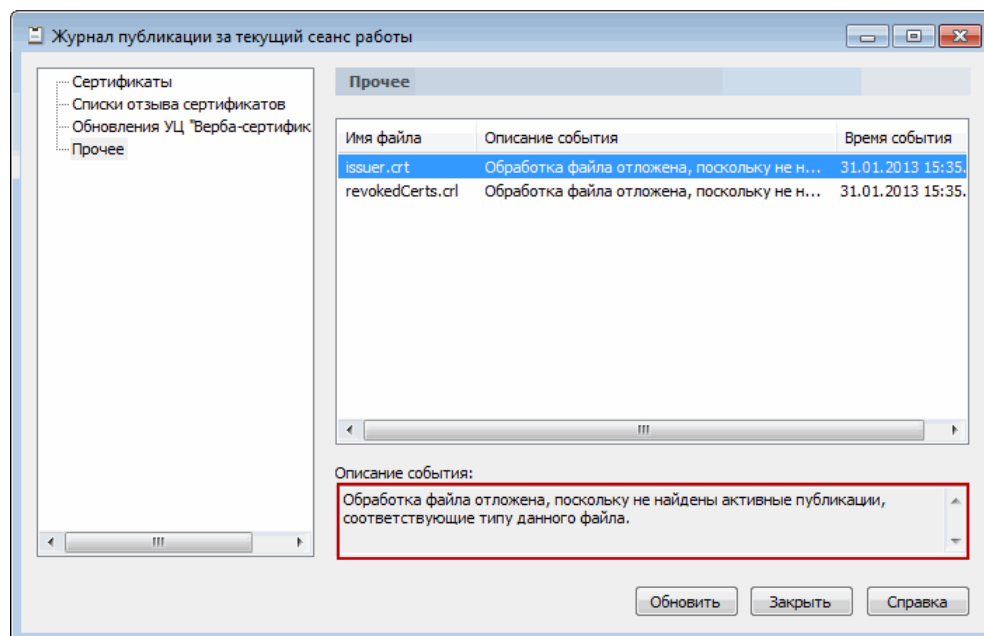 Журнал публикации за текущий сеанс работы
Сертификаты
Списки отзыва сертификатов
Обновления УЦ "Верба-сертифик
Прочее
Прочее
Имя файла Описание события Время события
issuer.crt Обработка файла отложена, поскольку не н... 31.01.2013 15:35.
revokedCerts.crl Обработка файла отложена, поскольку не н... 31.01.2013 15:35.
Описание события:
Обработка файла отложена, поскольку не найдены активные публикации,
соответствующие типу данного файла.
Обновить Закрыть Справка